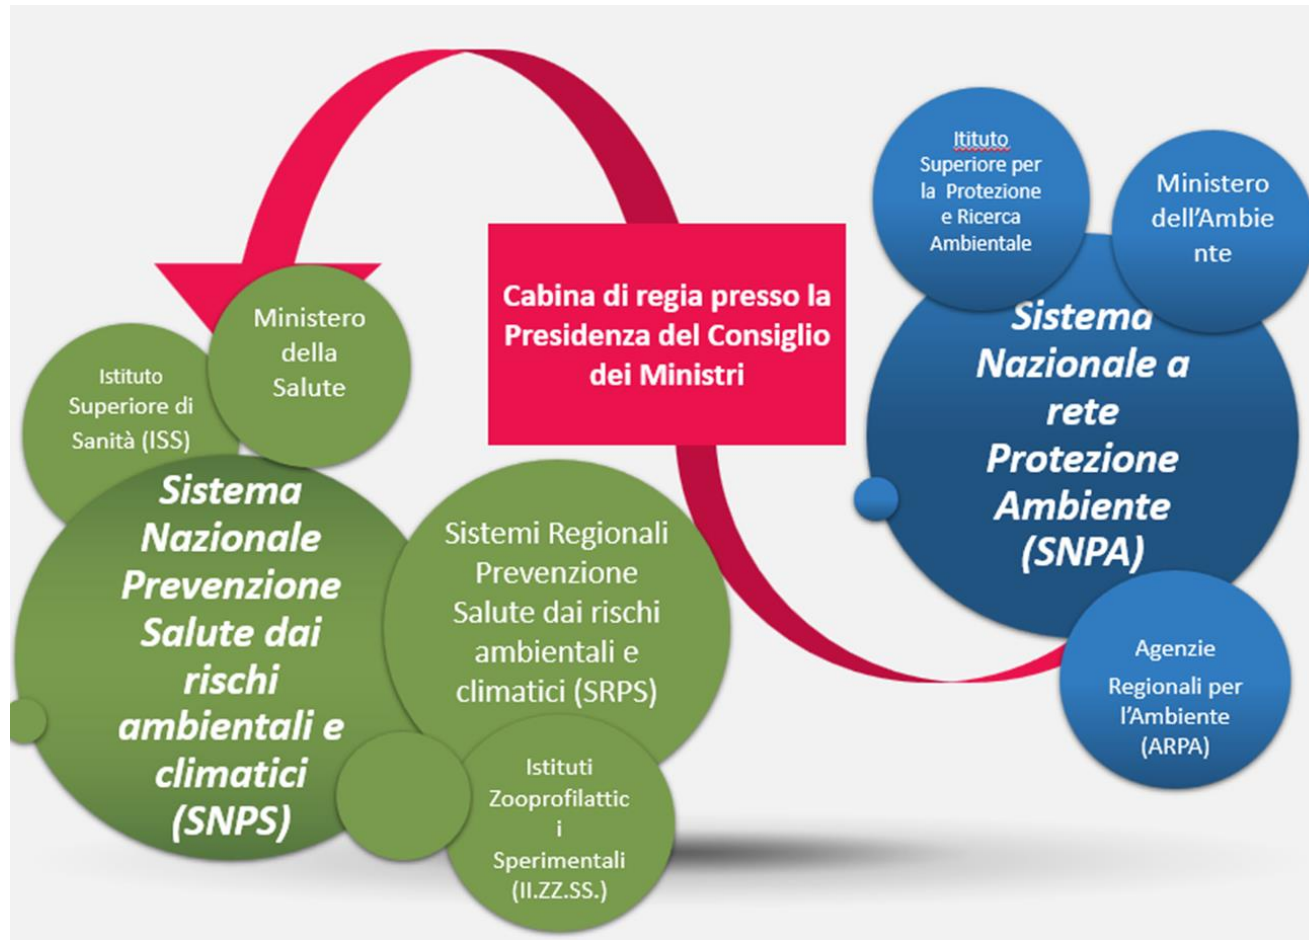 Itituto
Superiore per
la Protezione
e Ricerca
Ambientale
Ministero
dell'Ambie
nte
Sistema
Nazionale a
rete
Protezione
Ambiente
(SNPA)
Agenzie
Regionali per
l'Ambiente
(ARPA)
Cabina di regia presso la
Presidenza del Consiglio
dei Ministri
Ministero
della
Salute
Istituto
Superiore di
Sanità (ISS)
Sistema
Nazionale
Prevenzione
Salute dai
rischi
ambientali e
climatici
(SNPS)
Sistemi Regionali
Prevenzione
Salute dai rischi
ambientali e
climatici (SRPS)
Istituti
Zooprofilattic
i
Sperimentali
(II.ZZ.SS.)